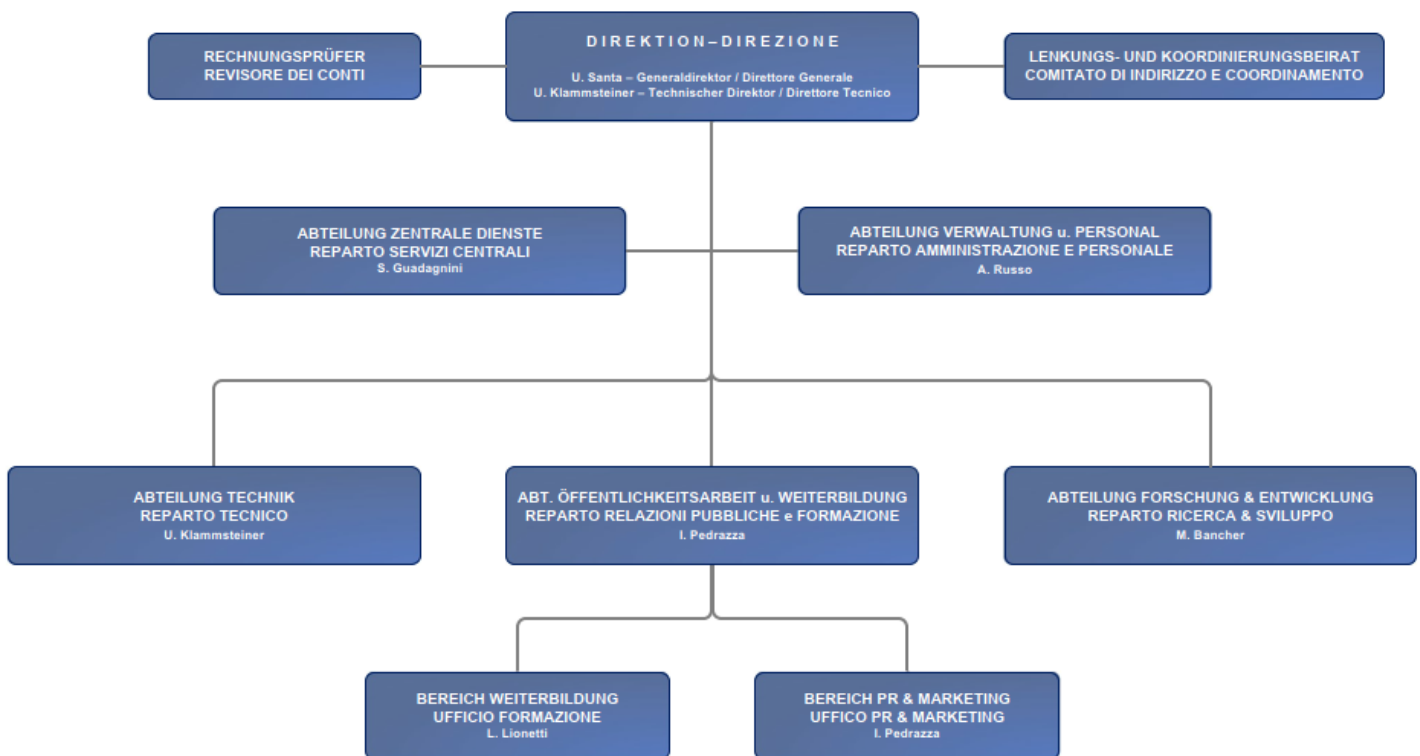 RECHNUNGSPRÜFER
REVISORE DEI CONTI
DIREKTION–DIREZIONE
U. Santa – Generaldirektor / Direttore Generale
U. Klammsteiner – Technischer Direktor / Direttore Tecnico
LENKUNGS- UND KOORDINIERUNGSBEIRAT
COMITATO DI INDIRIZZO E COORDINAMENTO
ABTEILUNG ZENTRALE DIENSTE
REPARTO SERVIZI CENTRALI
S. Guadagnini
ABTEILUNG VERWALTUNG u. PERSONAL
REPARTO AMMINISTRAZIONE E PERSONALE
A. Russo
ABTEILUNG TECHNIK
REPARTO TECNICO
U. Klammsteiner
ABT. ÖFFENTLICHKEITSARBEIT u. WEITERBILDUNG
REPARTO RELAZIONI PUBBLICHE e FORMAZIONE
I. Pedrazza
ABTEILUNG FORSCHUNG & ENTWICKLUNG
REPARTO RICERCA & SVILUPPO
M. Bancher
BEREICH WEITERBILDUNG
UFFICIO FORMAZIONE
L. Lionetti
BEREICH PR & MARKETING
UFFICO PR & MARKETING
I. Pedrazza